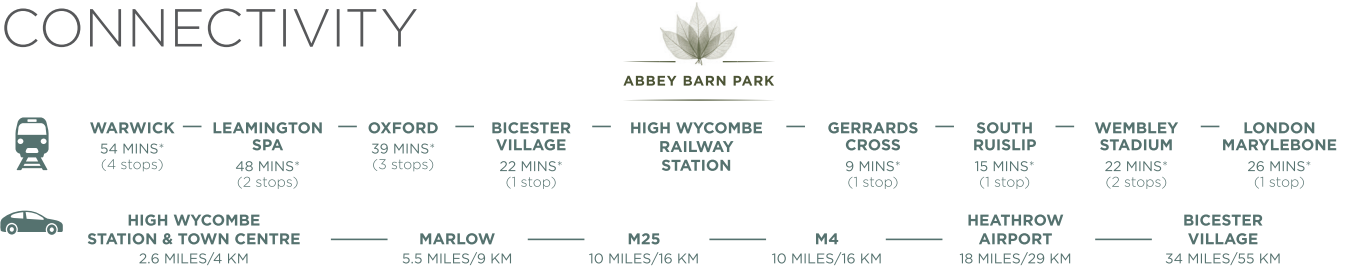 CONNECTIVITY
ABBEY BARN PARK
WARWICK
54 MINS*
(4 stops)
LEAMINGTON
SPA
48 MINS*
(2 stops)
OXFORD
39 MINS*
(3 stops)
BICESTER
VILLAGE
22 MINS*
(1 stop)
HIGH WYCOMBE
RAILWAY
STATION
GERRARDS
CROSS
9 MINS*
(1 stop)
SOUTH
RUISLIP
15 MINS*
(1 stop)
WEMBLEY
STADIUM
22 MINS*
(2 stops)
LONDON
MARYLEBONE
26 MINS*
(1 stop)
HIGH WYCOMBE
STATION & TOWN CENTRE
2.6 MILES/4 KM
MARLOW
5.5 MILES/9 KM
M25
10 MILES/16 KM
M4
10 MILES/16 KM
HEATHROW
AIRPORT
18 MILES/29 KM
BICESTER
VILLAGE
34 MILES/55 KM